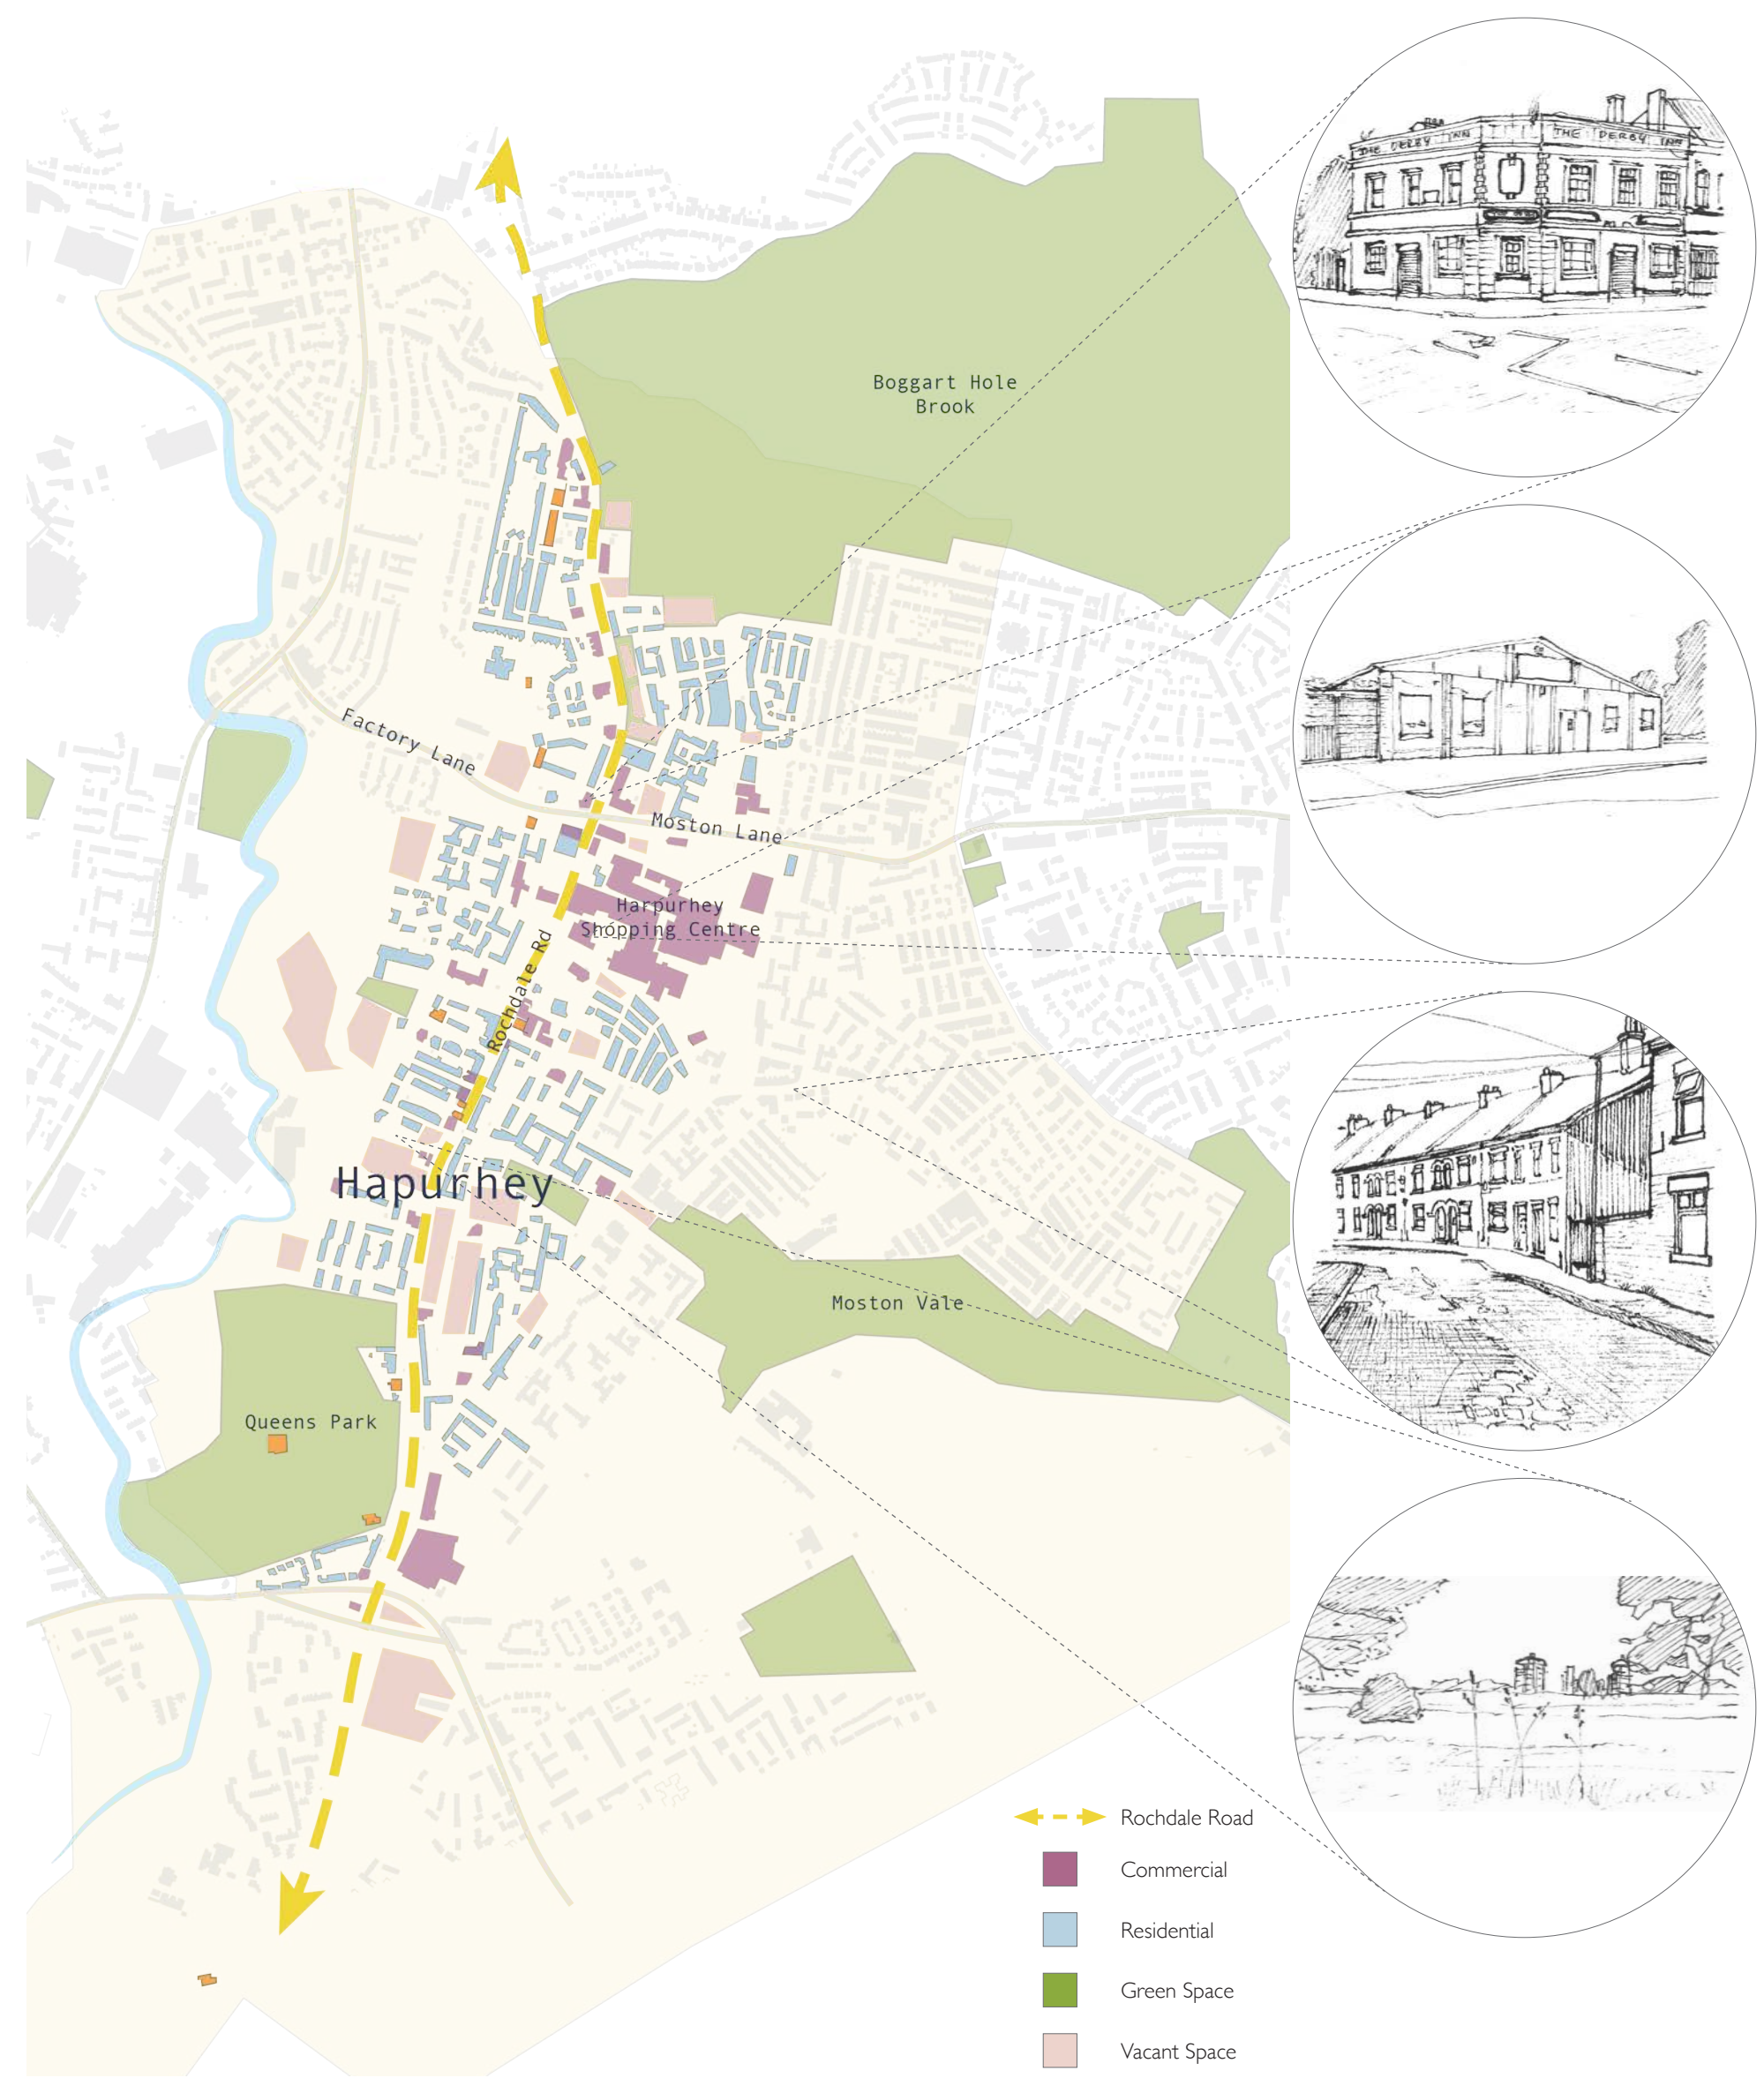 THE DERBY INN
THE DERBY INN
Boggart Hole
Brook
Factory Lane
Moston Lane
Harpurhey
Shopping Centre
Rochdale Rd
Hapurhey
Moston Vale
Queens Park
Rochdale Road
Commercial
Residential
Green Space
Vacant Space